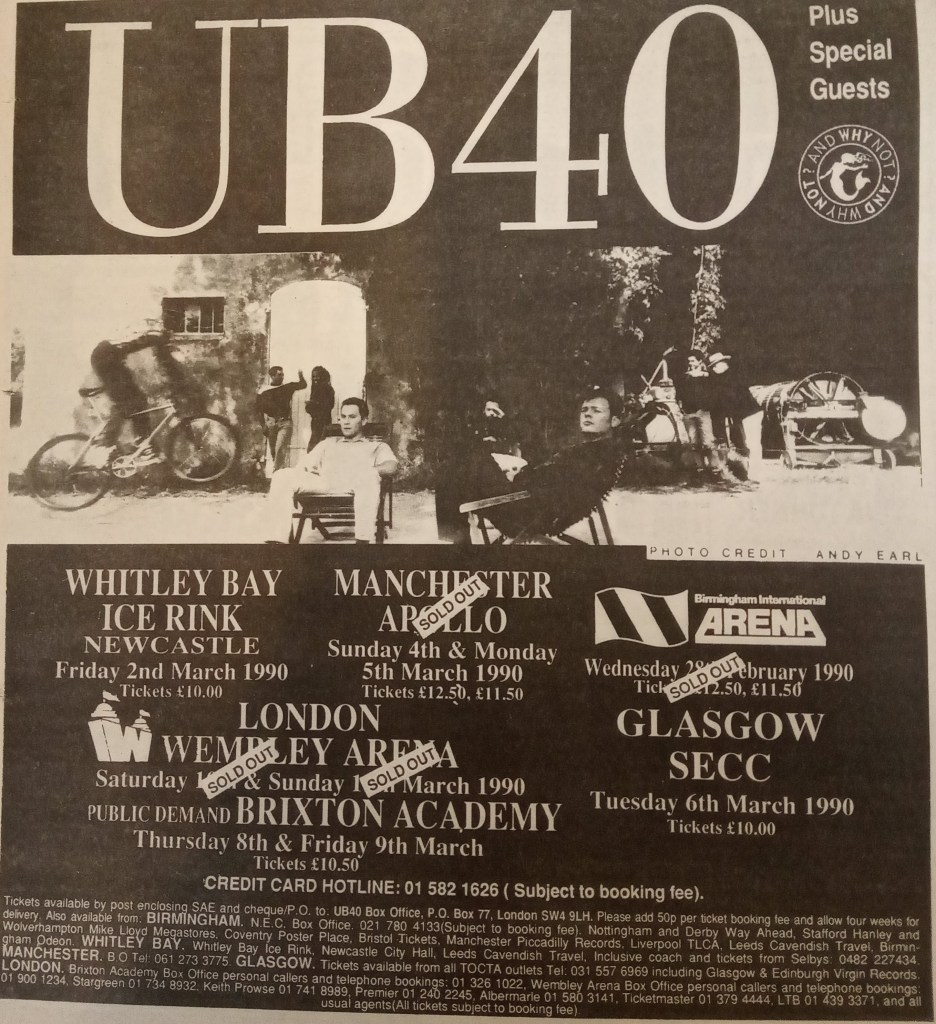 UB40
Plus
Special
Guests
AND WHY NOT? AND WHY NOT?
PHOTO CREDIT ANDY EARL
WHITLEY BAY
ICE RINK
NEWCASTLE
Friday 2nd March 1990
Tickets £10.00
MANCHESTER
APOLLO
SOLD OUT
Sunday 4th & Monday
5th March 1990
Tickets £12.50, £11.50
Birmingham International
ARENA
Wednesday 28th February 1990
SOLD OUT
Tickets £12.50, £11.50
LONDON
W WEMBLEY ARENA
Saturday & Sunday March 1990
SOLD OUT SOLD OUT
PUBLIC DEMAND BRIXTON ACADEMY
Thursday 8th & Friday 9th March
Tickets £10.50
GLASGOW
SECC
Tuesday 6th March 1990
Tickets £10.00
CREDIT CARD HOTLINE: 01 582 1626 ( Subject to booking fee).
Tickets available by post enclosing SAE and cheque/P.O. to: UB40 Box Office, P.O. Box 77, London SW4 9LH. Please add 50p per ticket booking fee and allow four weeks for
delivery. Also available from: BIRMINGHAM. N.E.C. Box Office. 021 780 4133(Subject to booking fee). Nottingham and Derby Way Ahead, Stafford Hanley and
Wolverhampton Mike Lloyd Megastores. Coventry Poster Place, Bristol Tickets, Manchester Piccadilly Records, Liverpool TLCA, Leeds Cavendish Travel, Birmin-
gham Odeon. WHITLEY BAY. Whitley Bay Ice Rink, Newcastle City Hall, Leeds Cavendish Travel, Inclusive coach and tickets from Selbys: 0482 227434.
MANCHESTER. B.O Tel: 061 273 3775. GLASGOW. Tickets available from all TOCTA outlets Tel: 031 557 6969 including Glasgow & Edinburgh Virgin Records.
LONDON. Brixton Academy Box Office personal callers and telephone bookings: 01 326 1022, Wembley Arena Box Office personal callers and telephone bookings:
01 900 1234, Stargreen 01 734 8932. Keith Prowse 01 741 8989, Premier 01 240 2245, Albermarle 01 580 3141, Ticketmaster 01 379 4444, LTB 01 439 3371, and all
usual agents(All tickets subject to booking fee)